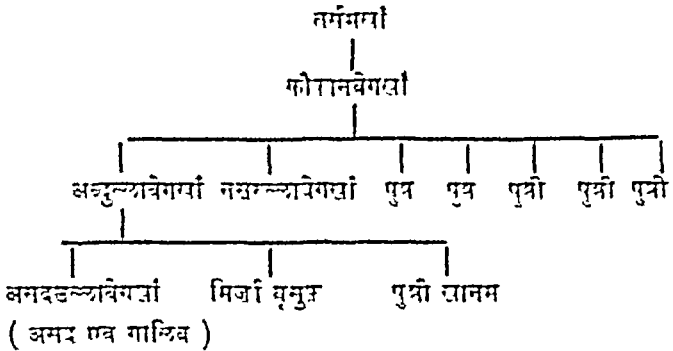 तर्समखाँ
कौकानबेगखाँ
अब्दुल्लाबेगखाँ नसरुल्लाबेगखाँ पुत्र पुत्र पुत्री पुत्री पुत्री
असदउल्लाबेगखाँ मिर्जा यूसुफ पुत्री खानम
( असद एव गालिब )